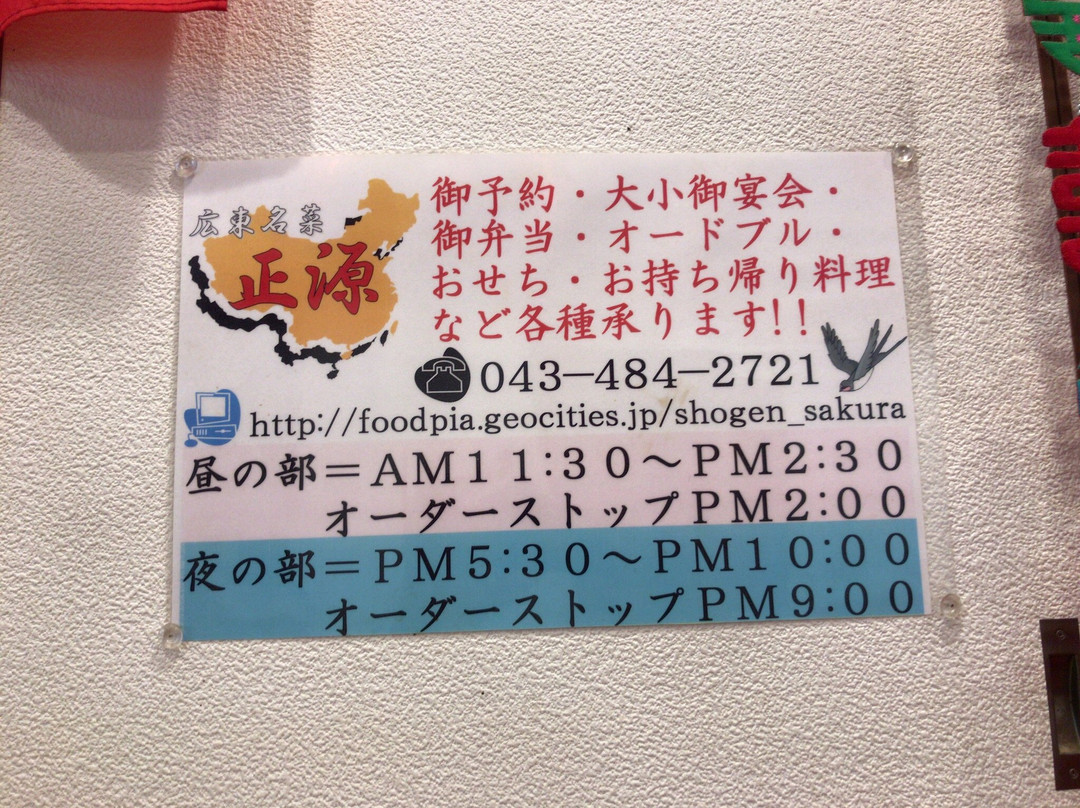 広東名菜
正源
御予約・大小御宴会・
御弁当・オードブル・
おせち・お持ち帰り料理
など各種承ります!!
043-484-2721
http://foodpia.geocities.jp/shogen_sakura
昼の部=AM11:30~PM2:30
オーダーストップPM2:00
夜の部=PM5:30~PM10:00
オーダーストップPM9:00